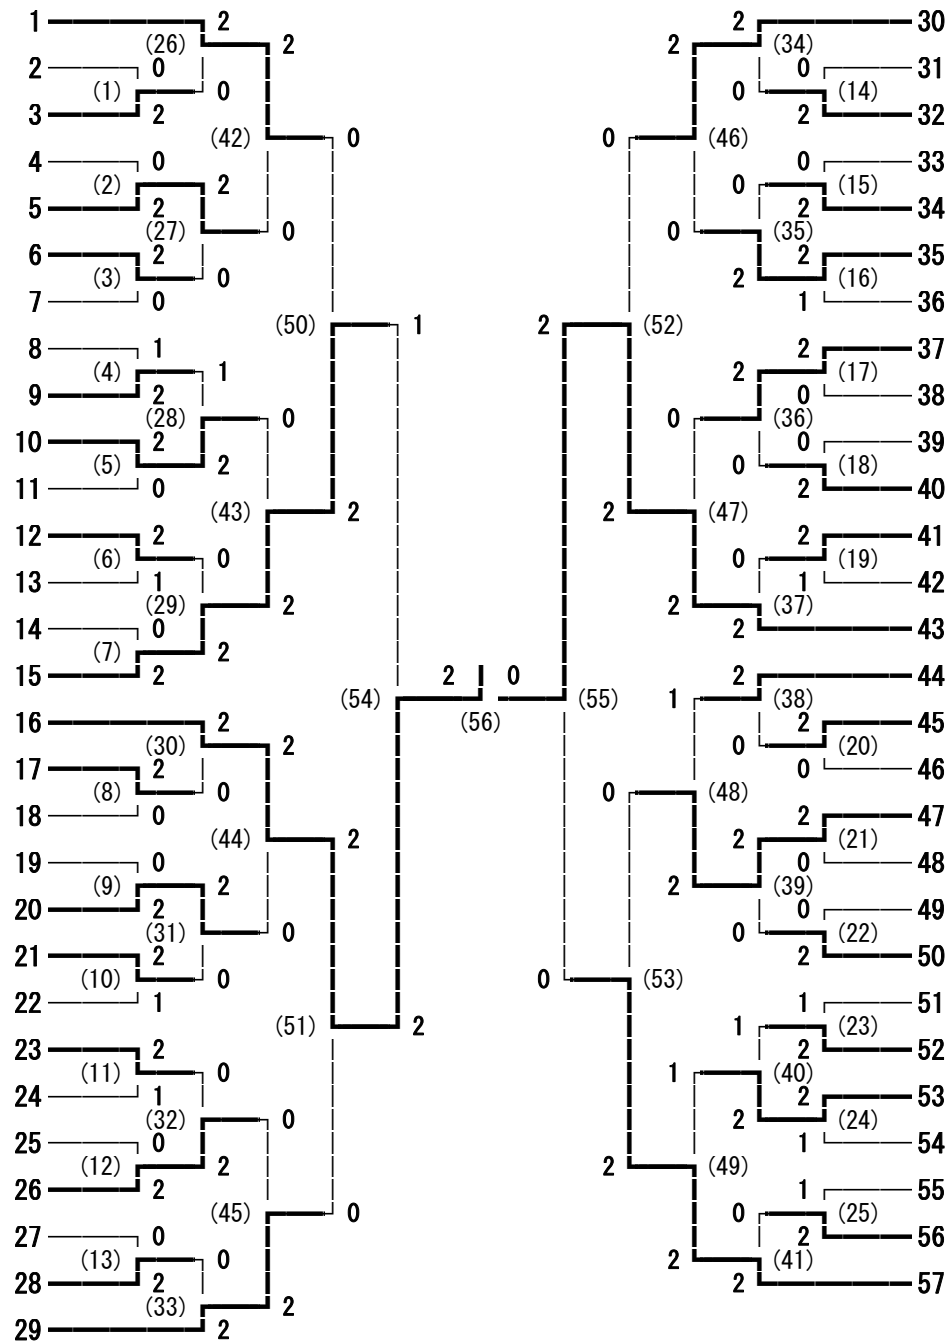 1 2 2 30
(26) 2 2 (34)
2 0 0 31
(1) 0 0 (14)
3 2 2 32
(42) 0 0 (46)
4 0 0 33
(2) 2 0 (15)
5 2 2 34
(27) 0 0 (35)
6 2 2 35
(3) 0 2 (16)
7 0 1 36
(50) 1 2 (52)
8 1 2 37
(4) 1 2 (17)
9 2 0 38
(28) 0 0 (36)
10 2 0 39
(5) 2 0 (18)
11 0 2 40
(43) 2 2 (47)
12 2 2 41
(6) 0 0 (19)
13 1 1 42
(29) 2 2 (37)
14 0 2 43
(7) 2
15 2 2 0 2 44
(54) (55) 1 (38)
16 2 (56) 2 45
(30) 2 0 (20)
17 2 0 46
(8) 0 0 (48)
18 0 2 47
(44) 2 2 (21)
19 0 0 48
(9) 2 2 (39)
20 2 0 49
(31) 0 0 (22)
21 2 2 50
(10) 0 0 (53)
22 1 1 51
(51) 2 1 (23)
23 2 2 52
(11) 0 1 (40)
24 1 2 53
(32) 0 2 (24)
25 0 1 54
(12) 2 2 (49)
26 2 1 55
(45) 0 0 (25)
27 0 2 56
(13) 0 2 (41)
28 2 2 57
(33) 2
29 2